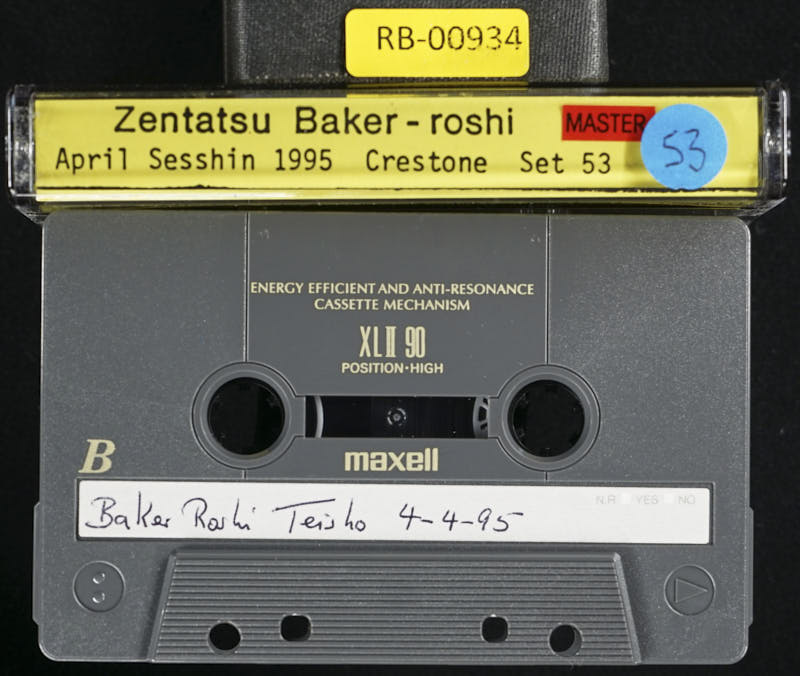 RB-00934
Zentatsu Baker-roshi MASTER
April Sesshin 1995 Crestone Set 53
53
ENERGY EFFICIENT AND ANTI-RESONANCE
CASSETTE MECHANISM
XLII 90
POSITION·HIGH
maxell
B
N.R YES NO
Baker Roshi Teisho 4-4-95